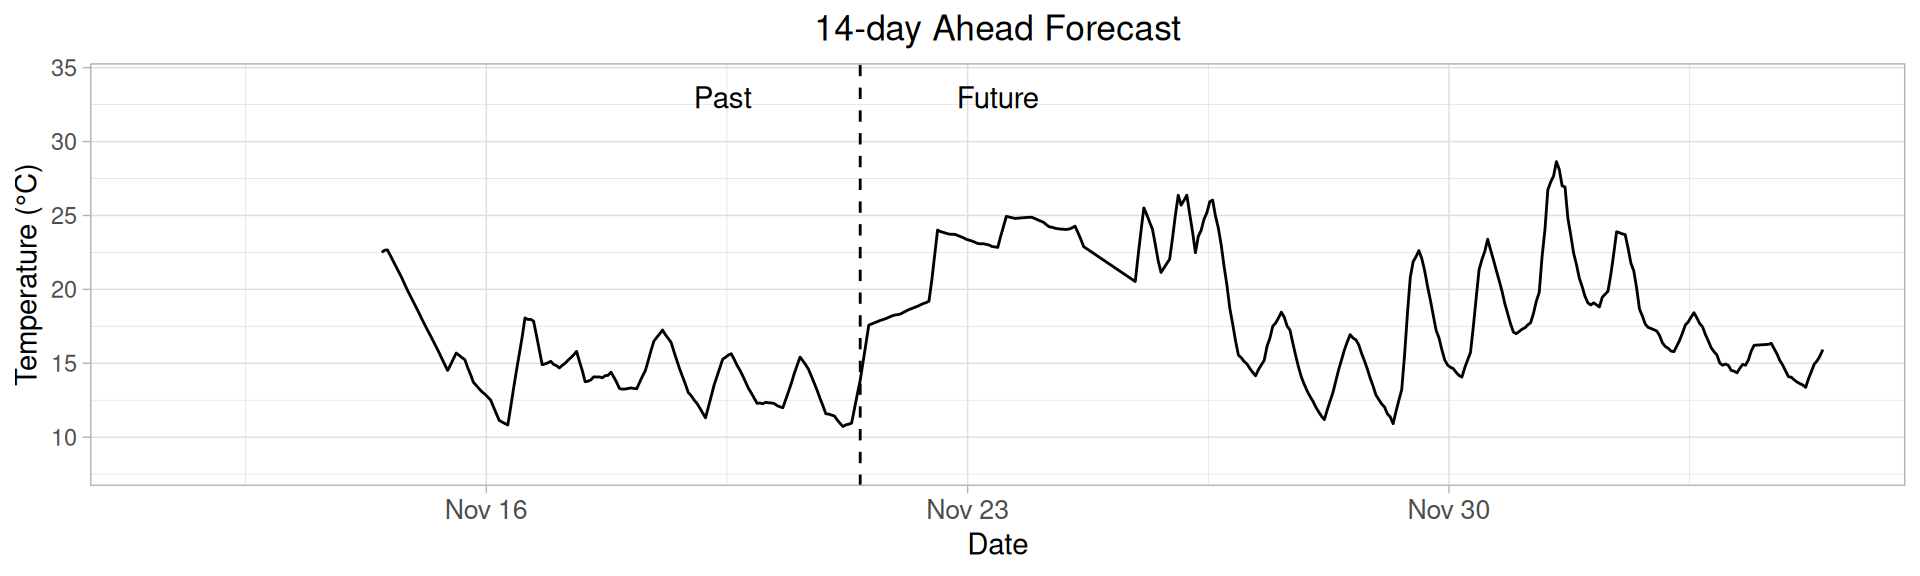 14-day Ahead Forecast
Past
Future
35
30
25
20
15
10
Temperature (°C)
Nov 16
Nov 23
Nov 30
Date